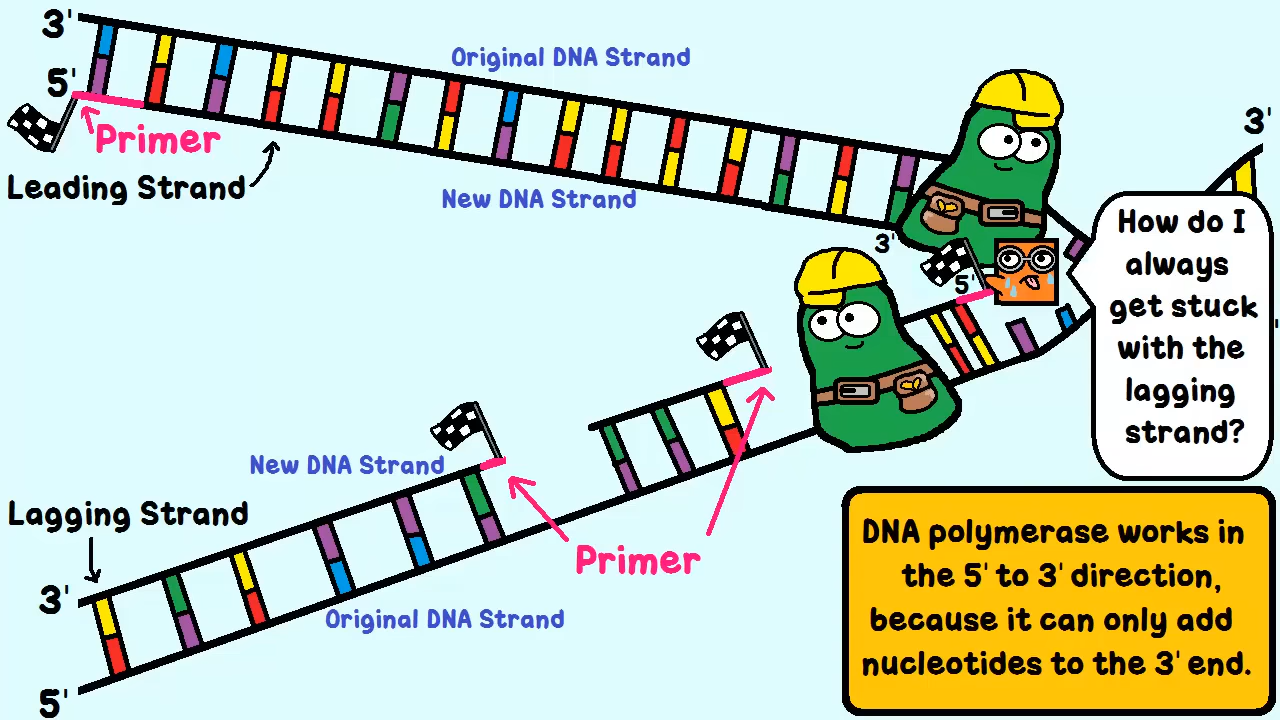 3'
Original DNA Strand
5'
Primer
Leading Strand
New DNA Strand
3'
3'
5'
How do I
always
get stuck
with the
lagging
strand?
New DNA Strand
Lagging Strand
Primer
3'
Original DNA Strand
5'
DNA polymerase works in
the 5' to 3' direction,
because it can only add
nucleotides to the 3' end.